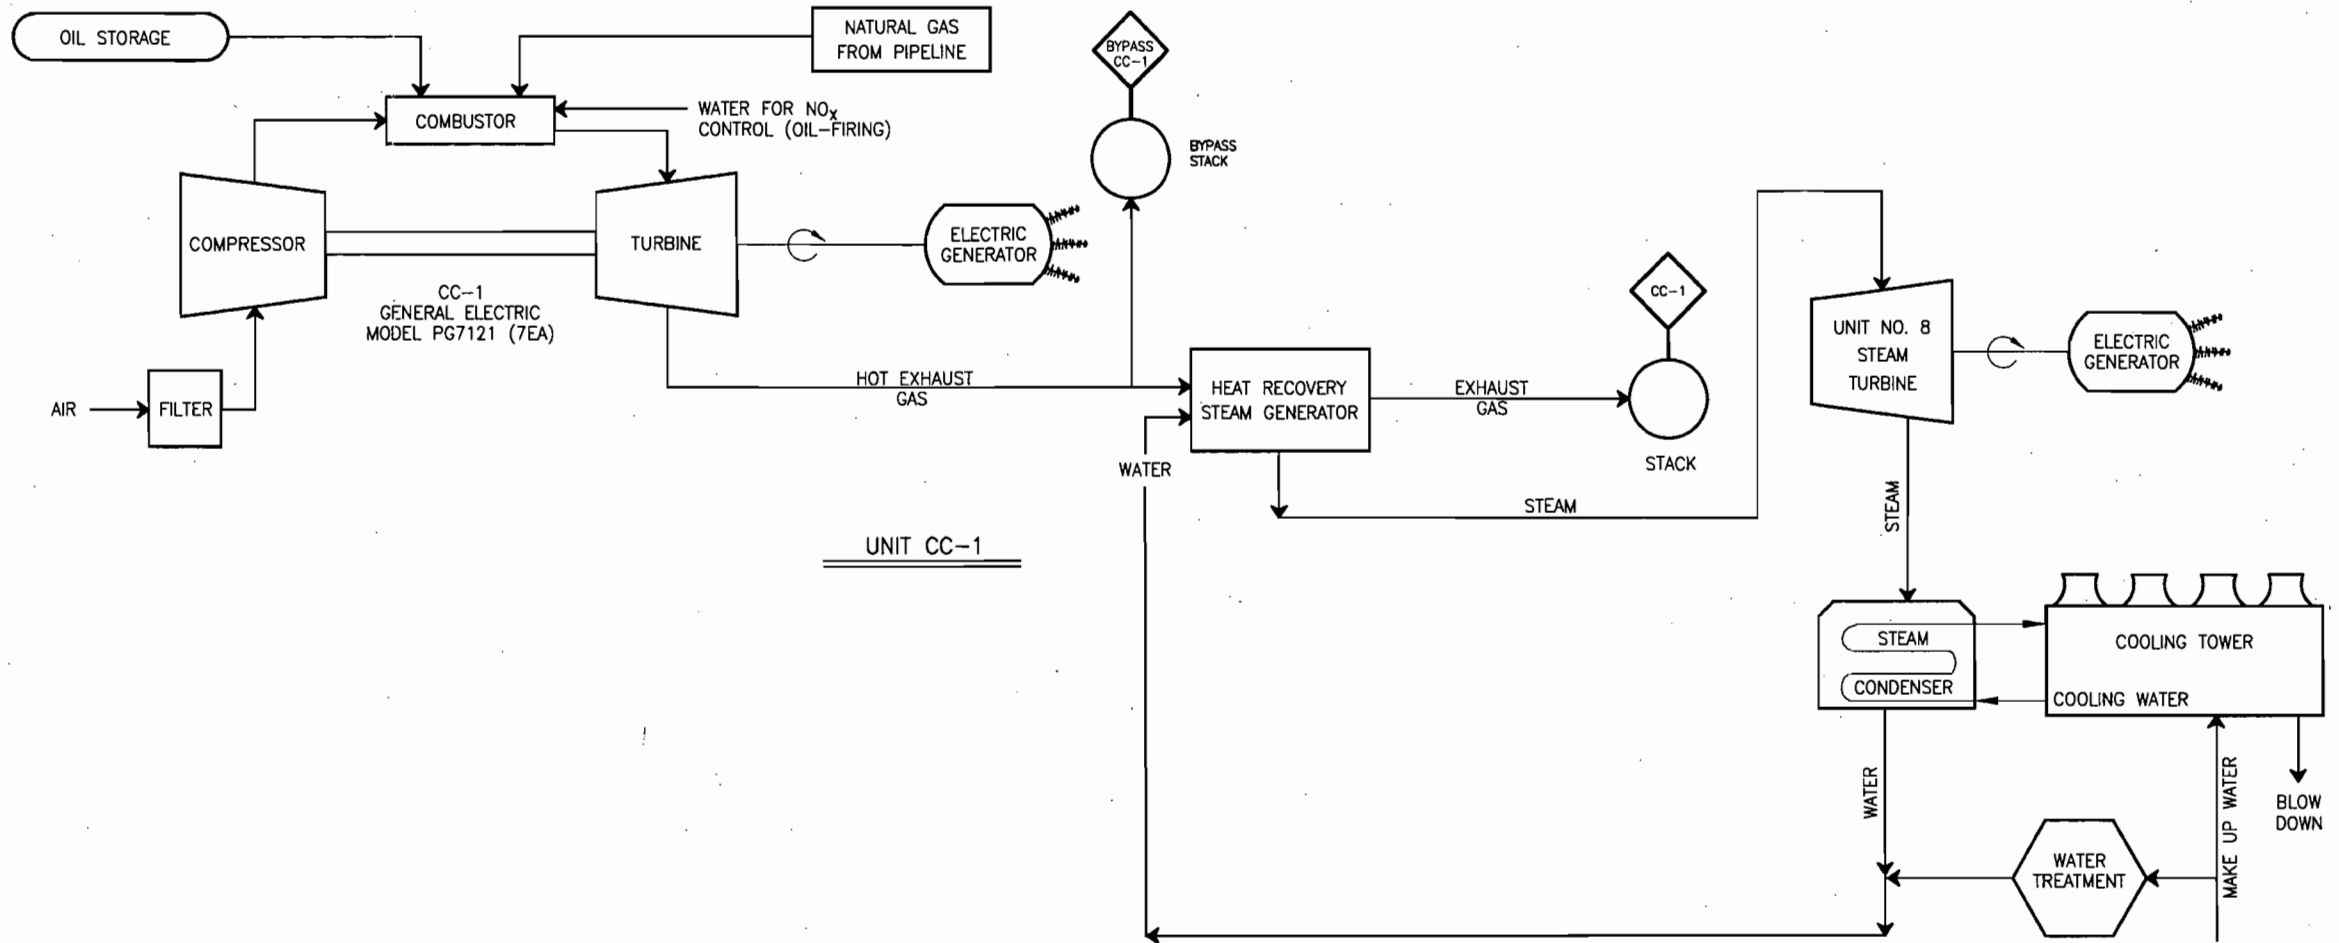 OIL STORAGE
NATURAL GAS
FROM PIPELINE
BYPASS
CC-1
COMBUSTOR
WATER FOR NOx
CONTROL (OIL-FIRING)
BYPASS
STACK
COMPRESSOR
TURBINE
ELECTRIC
GENERATOR
CC-1
GENERAL ELECTRIC
MODEL PG7121 (7EA)
AIR
FILTER
HOT EXHAUST
GAS
HEAT RECOVERY
STEAM GENERATOR
EXHAUST
GAS
CC-1
STACK
UNIT NO. 8
STEAM
TURBINE
ELECTRIC
GENERATOR
WATER
STEAM
STEAM
UNIT CC-1
STEAM
CONDENSER
COOLING TOWER
COOLING WATER
WATER
MAKE UP WATER
BLOW
DOWN
WATER
TREATMENT